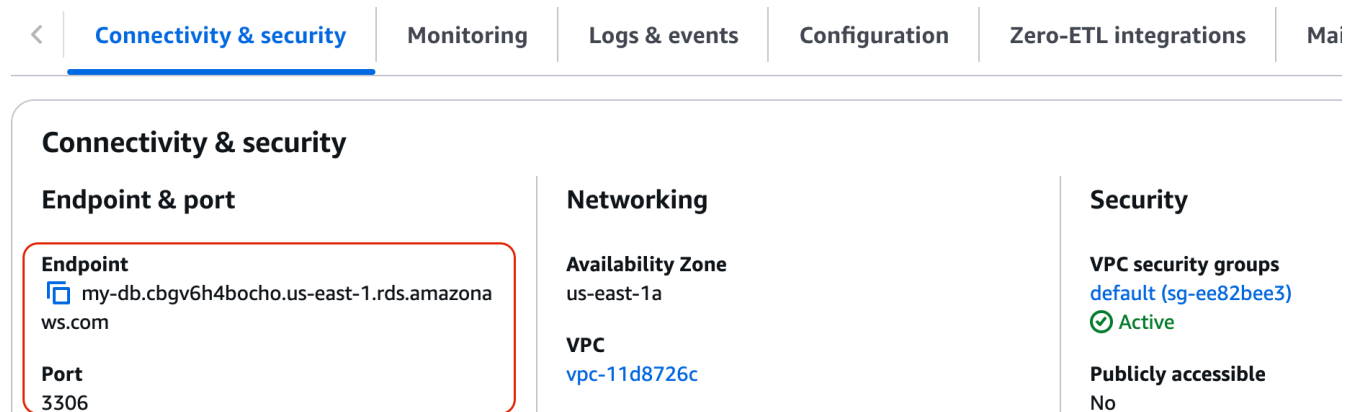 Connectivity & security
Monitoring
Logs & events
Configuration
Zero-ETL integrations
Connectivity & security
Endpoint & port
Endpoint
my-db.cbgv6h4bocho.us-east-1.rds.amazona
ws.com
Port
3306
Networking
Availability Zone
us-east-1a
VPC
vpc-11d8726c
Security
VPC security groups
default (sg-ee82bee3)
Active
Publicly accessible
No